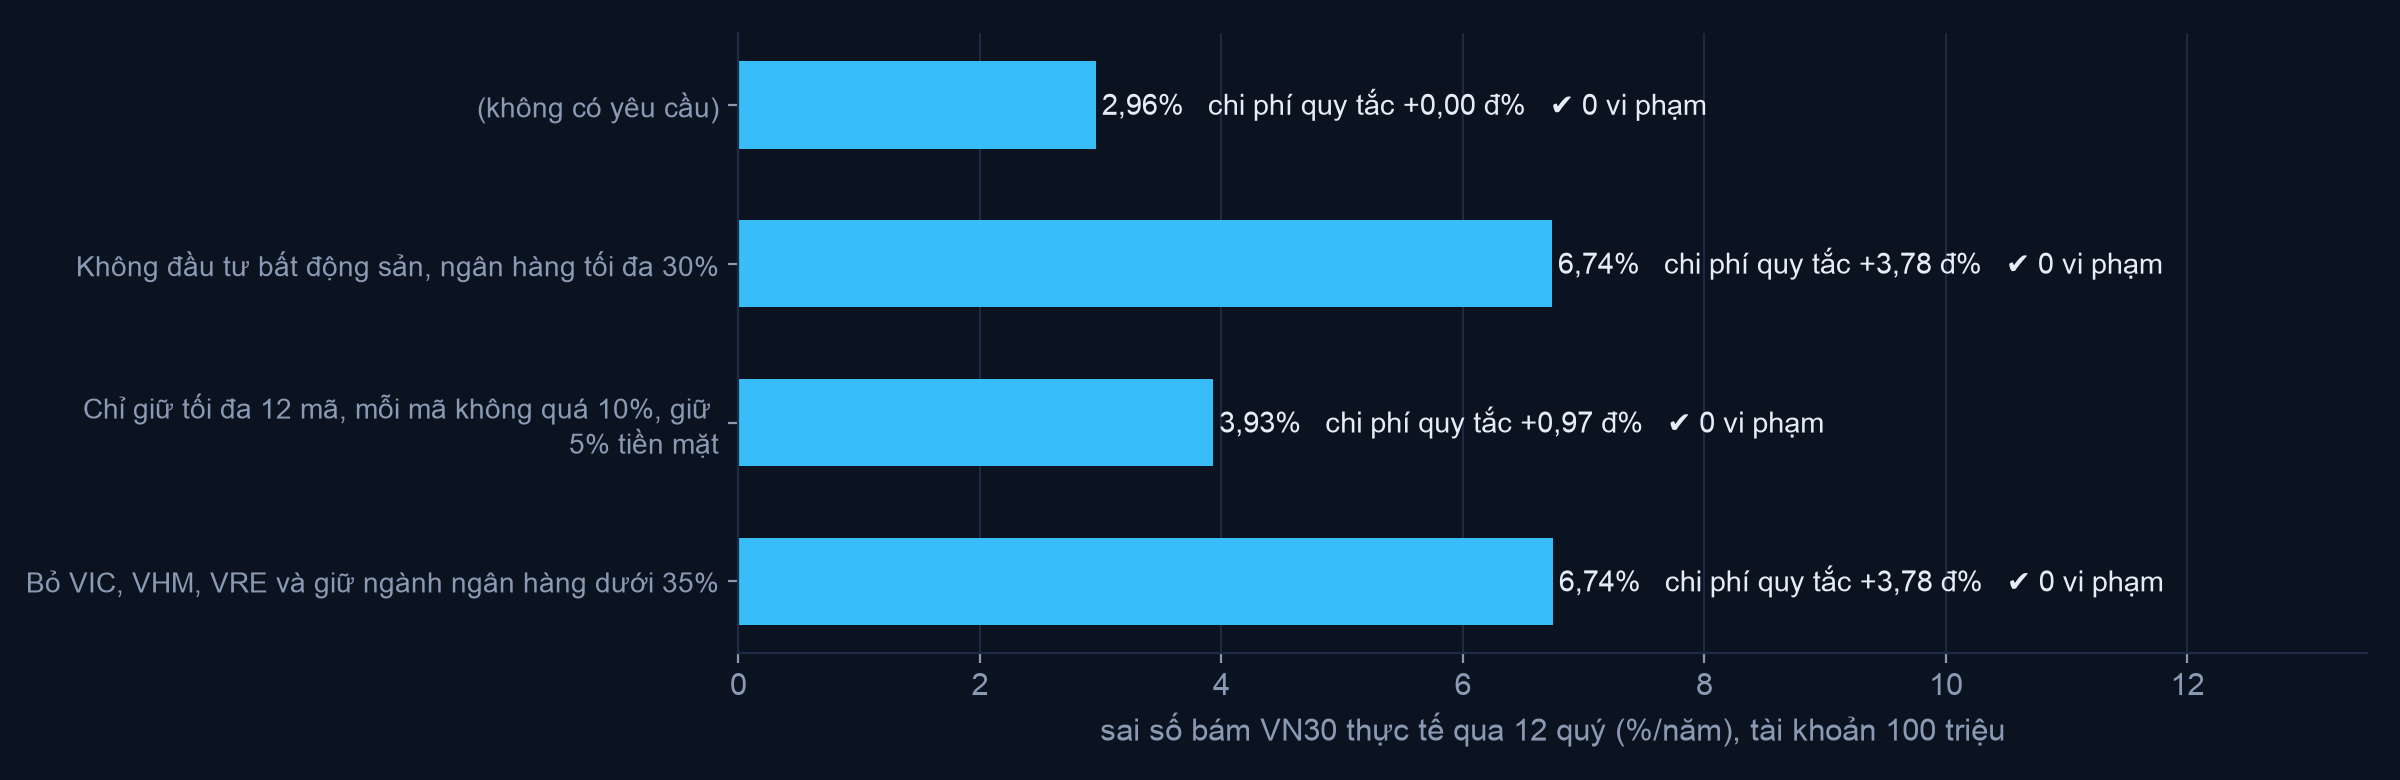 (không có yêu cầu)
2,96% chi phí quy tắc +0,00 đ% ✔ 0 vi phạm
Không đầu tư bất động sản, ngân hàng tối đa 30%
6,74% chi phí quy tắc +3,78 đ% ✔ 0 vi phạm
Chỉ giữ tối đa 12 mã, mỗi mã không quá 10%, giữ
5% tiền mặt
3,93% chi phí quy tắc +0,97 đ% ✔ 0 vi phạm
Bỏ VIC, VHM, VRE và giữ ngành ngân hàng dưới 35%
6,74% chi phí quy tắc +3,78 đ% ✔ 0 vi phạm
0 2 4 6 8 10 12
sai số bám VN30 thực tế qua 12 quý (%/năm), tài khoản 100 triệu